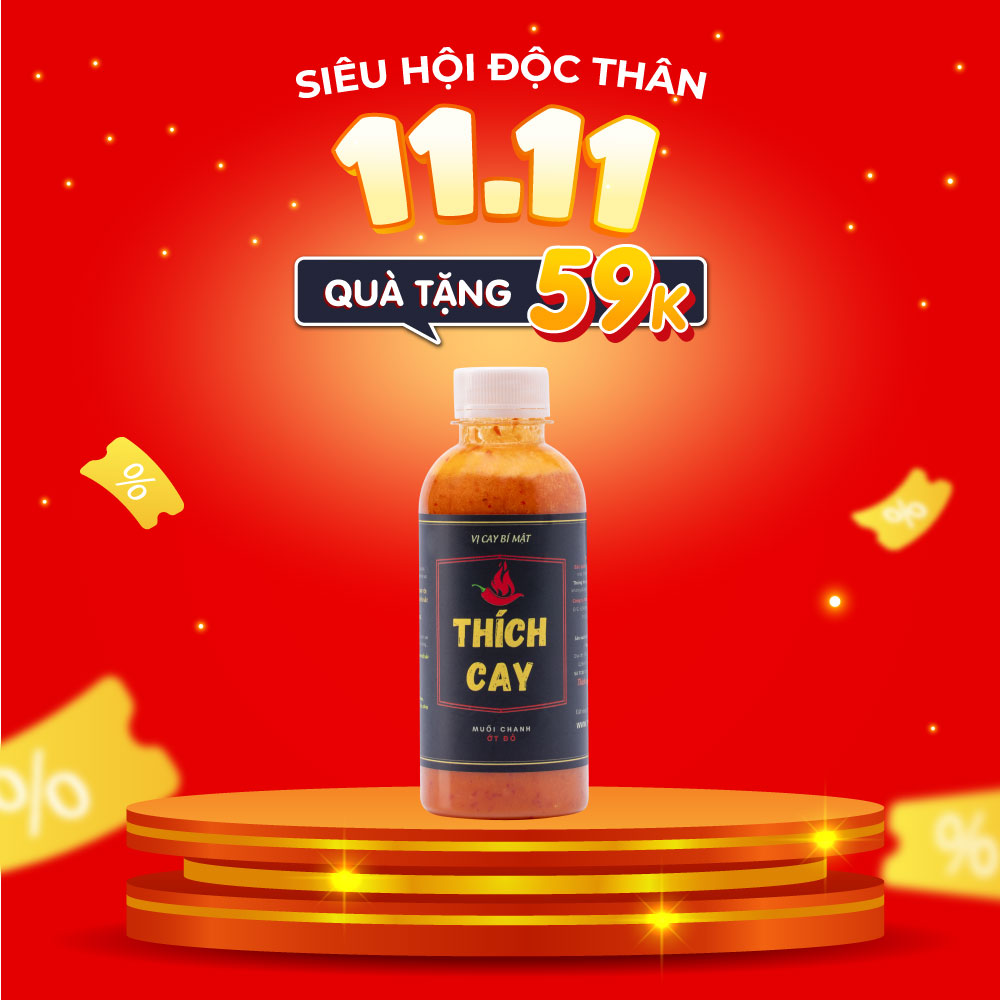 SIÊU HỘI ĐỘC THÂN
11.11
QUÀ TẶNG 59K
%
%
VỊ CAY BÍ MẬT
THÍCH
CAY
MUỐI CHANH
ỚT ĐỎ
%
%